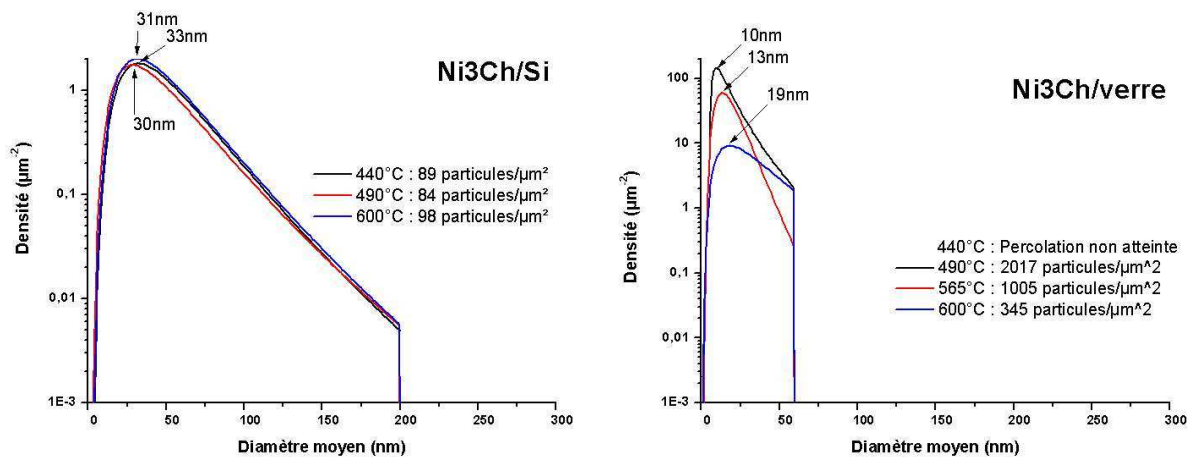 31nm
33nm
30nm
Ni3Ch/Si
440°C : 89 particules/µm²
490°C : 84 particules/µm²
600°C : 98 particules/µm²
Densité (µm-2)
1
0,1
0,01
1E-3
0 50 100 150 200 250 300
Diamètre moyen (nm)
10nm
13nm
19nm
Ni3Ch/verre
440°C : Percolation non atteinte
490°C : 2017 particules/µm^2
565°C : 1005 particules/µm^2
600°C : 345 particules/µm^2
Densité (µm-2)
100
10
1
0,1
0,01
1E-3
0 50 100 150 200 250 300
Diamètre moyen (nm)